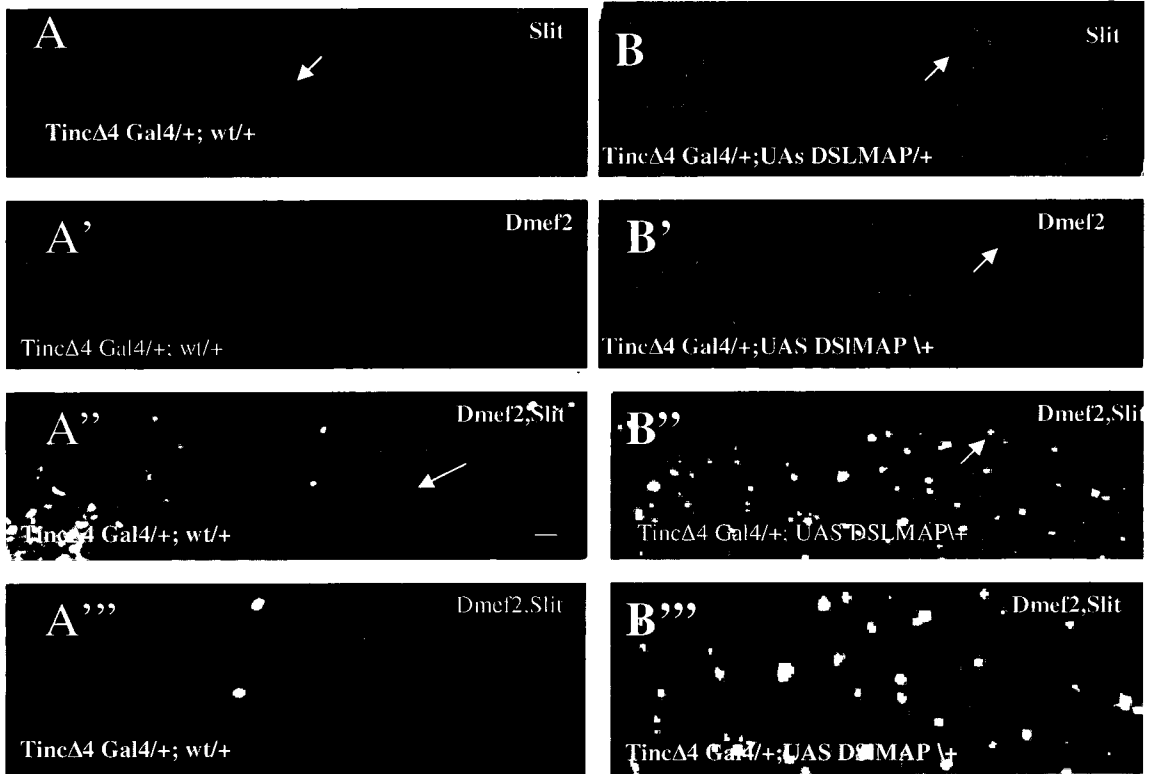 A
Slit
TincΔ4 Gal4/+; wt/+
B
Slit
TincΔ4 Gal4/+;UAs DSLMAP/+
A’
Dmef2
TincΔ4 Gal4/+; wt/+
B’
Dmef2
TincΔ4 Gal4/+;UAS DSlMAP \+
A’’
Dmef2,Slit
TincΔ4 Gal4/+; wt/+
B’’
Dmef2,Slit
TincΔ4 Gal4/+; UAS DSLMAP\+
A’’’
Dmef2,Slit
TincΔ4 Gal4/+; wt/+
B’’’
Dmef2,Slit
TincΔ4 Gal4/+;UAS DSlMAP \+